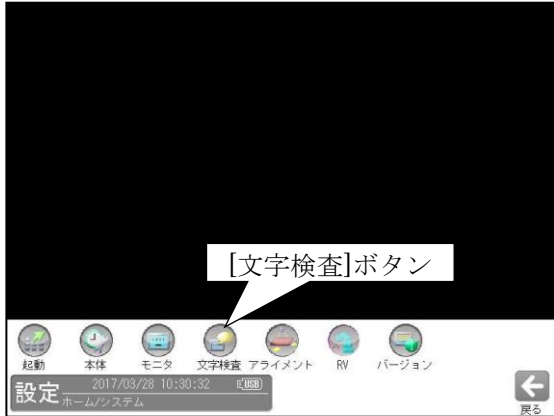 [文字検査]ボタン
起動 本体 モニタ 文字検査 アライメント RV バージョン
設定 2017/03/28 10:30:32 USB
ホーム/システム
戻る